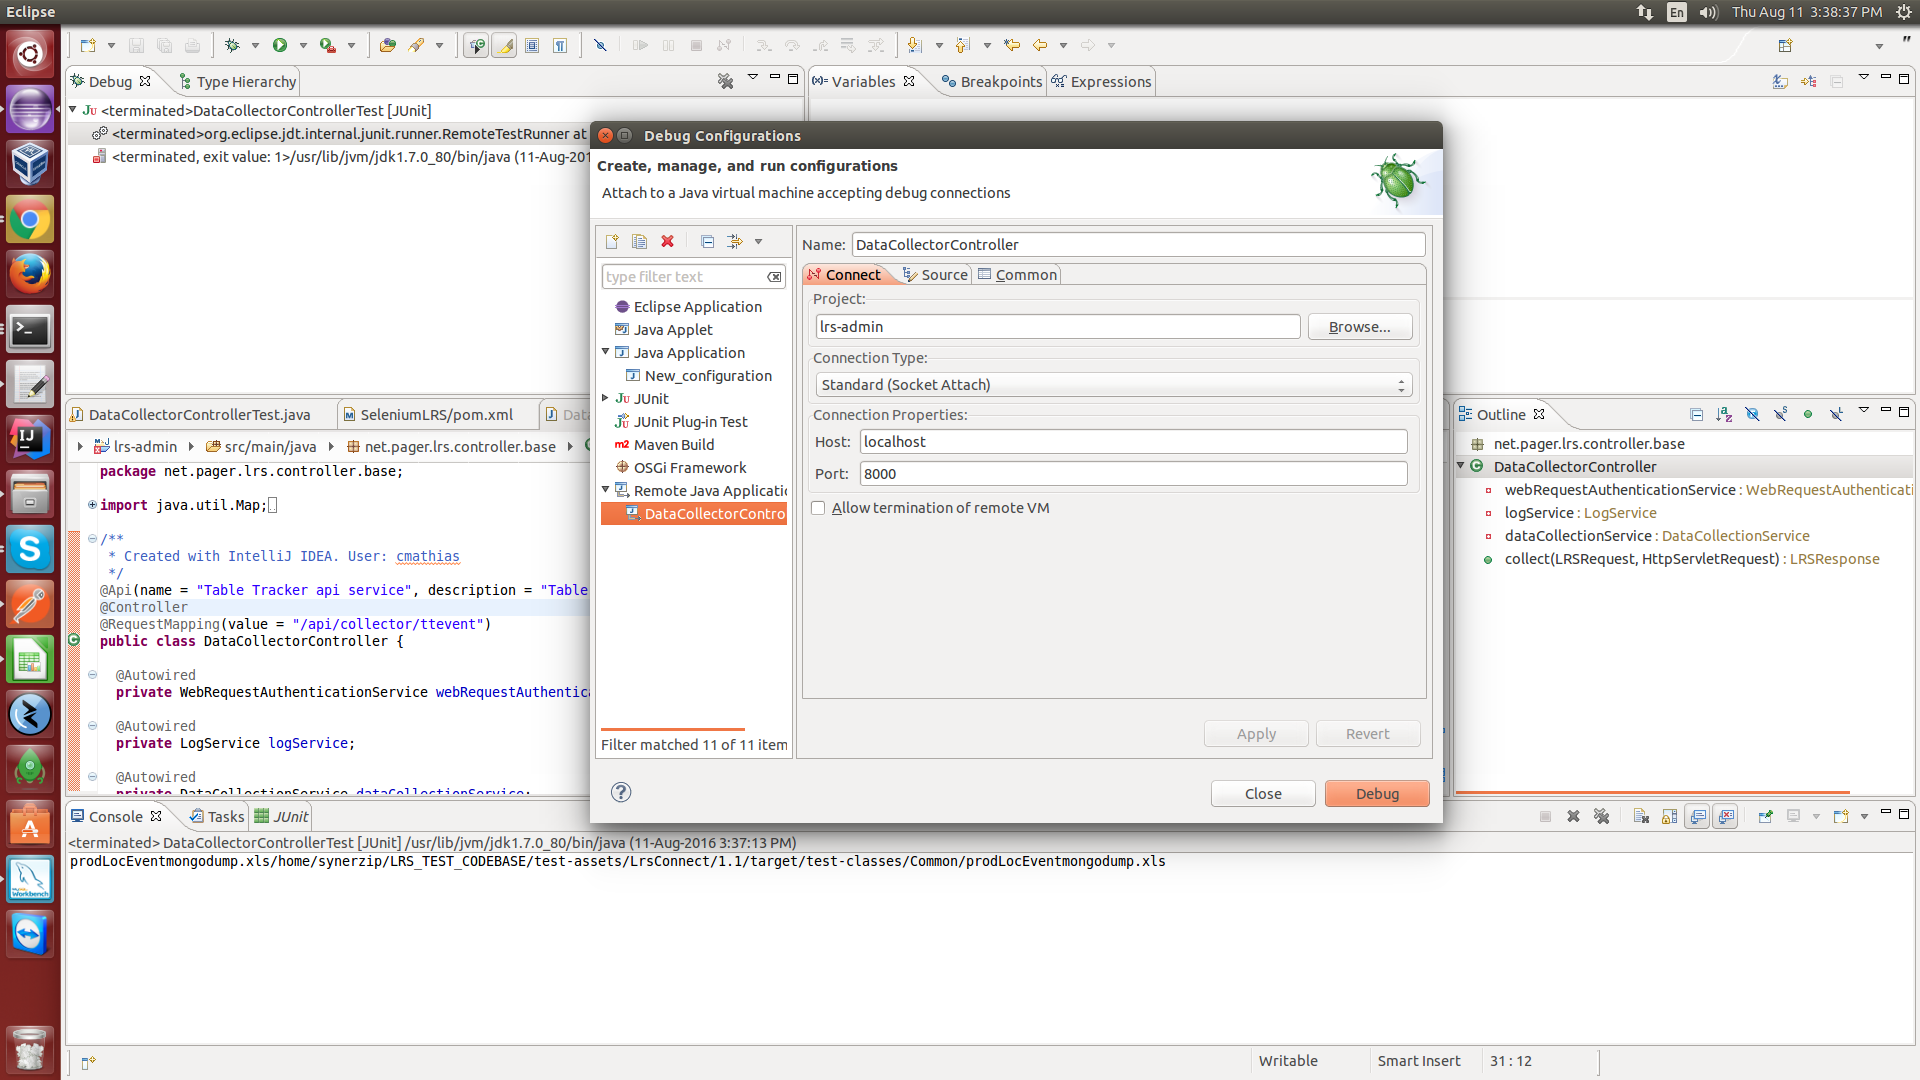 Eclipse
En
Thu Aug 11 3:38:37 PM
Debug
Type Hierarchy
Variables
Breakpoints
Expressions
<terminated>DataCollectorControllerTest [JUnit]
<terminated>org.eclipse.jdt.internal.junit.runner.RemoteTestRunner at
<terminated, exit value: 1>/usr/lib/jvm/jdk1.7.0_80/bin/java (11-Aug-201
Debug Configurations
Create, manage, and run configurations
Attach to a Java virtual machine accepting debug connections
type filter text
Eclipse Application
Java Applet
Java Application
New_configuration
JUnit
JUnit Plug-in Test
Maven Build
OSGi Framework
Remote Java Applicatio
DataCollectorContro
Filter matched 11 of 11 item
Name: DataCollectorController
Connect
Source
Common
Project:
lrs-admin
Browse...
Connection Type:
Standard (Socket Attach)
Connection Properties:
Host: localhost
Port: 8000
Allow termination of remote VM
Apply
Revert
Close
Debug
DataCollectorControllerTest.java
SeleniumLRS/pom.xml
Dat
lrs-admin
src/main/java
net.pager.lrs.controller.base
package net.pager.lrs.controller.base;
import java.util.Map;
/**
* Created with IntelliJ IDEA. User: cmathias
*/
@Api(name = "Table Tracker api service", description = "Table
@Controller
@RequestMapping(value = "/api/collector/ttevent")
public class DataCollectorController {
@Autowired
private WebRequestAuthenticationService webRequestAuthentica
@Autowired
private LogService logService;
@Autowired
private DataCollectionService dataCollectionService;
Outline
net.pager.lrs.controller.base
DataCollectorController
webRequestAuthenticationService : WebRequestAuthenticati
logService : LogService
dataCollectionService : DataCollectionService
collect(LRSRequest, HttpServletRequest) : LRSResponse
Console
Tasks
JUnit
<terminated> DataCollectorControllerTest [JUnit] /usr/lib/jvm/jdk1.7.0_80/bin/java (11-Aug-2016 3:37:13 PM)
prodLocEventmongodump.xls/home/synerzip/LRS_TEST_CODEBASE/test-assets/LrsConnect/1.1/target/test-classes/Common/prodLocEventmongodump.xls
Writable
Smart Insert
31 : 12